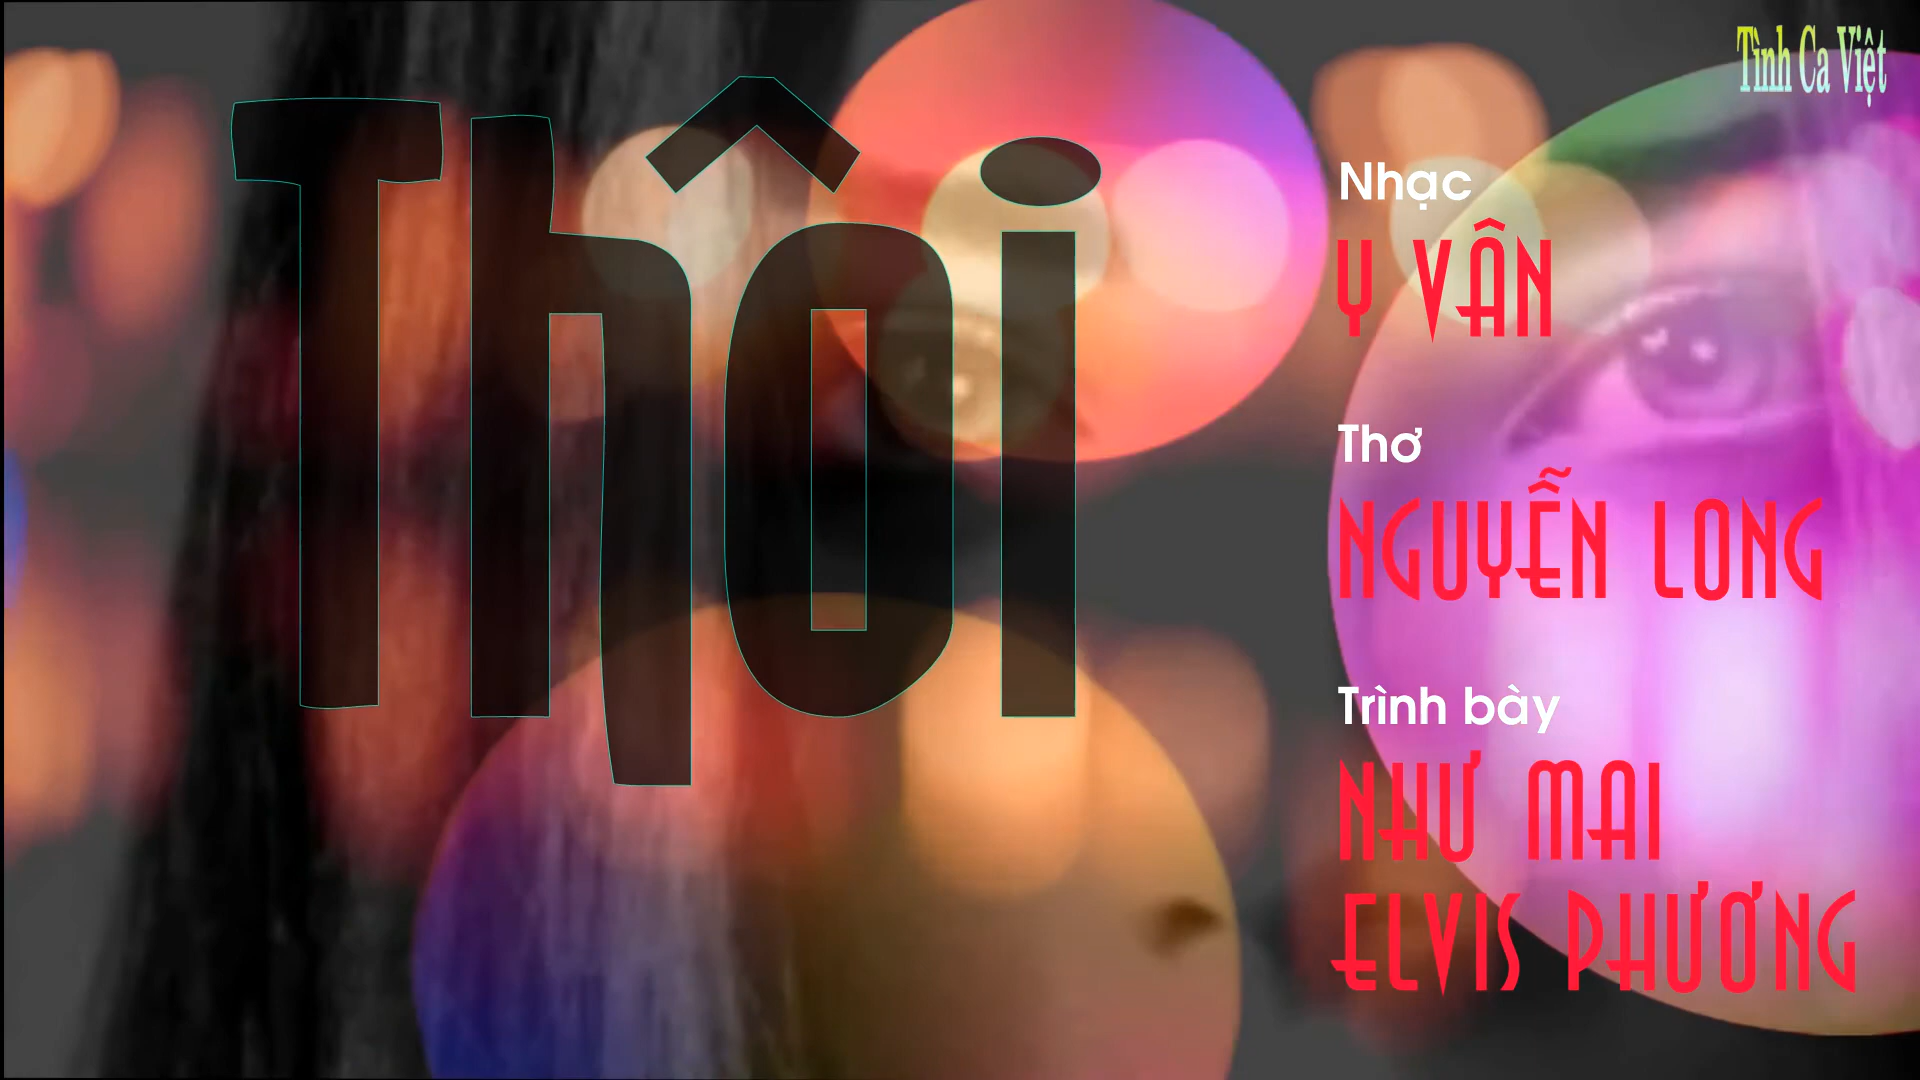 Tình Ca Việt
Thôi
Nhạc
Y VÂN
Thơ
NGUYỄN LONG
Trình bày
NHƯ MAI
ELVIS PHƯƠNG